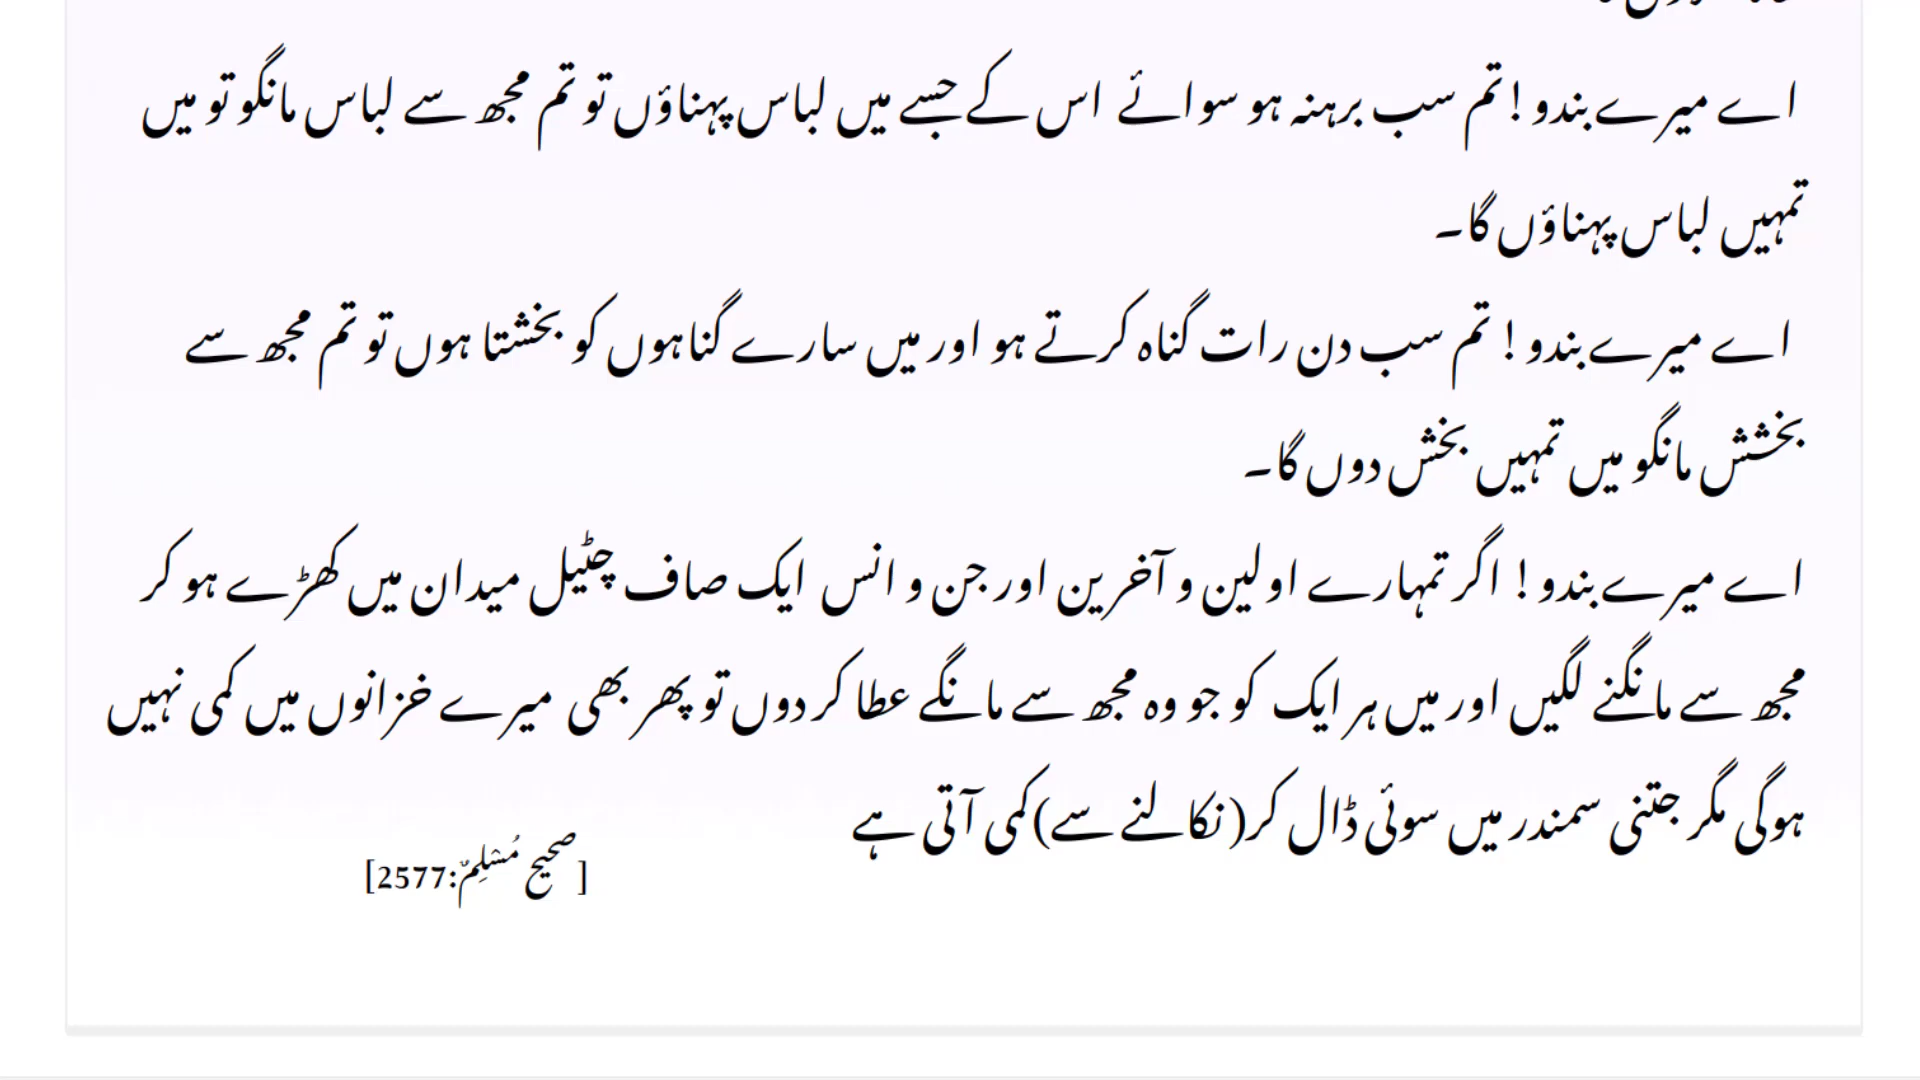 اے میرے بندو ! تم سب برہنہ ہو سوائے اس کے جسے میں لباس پہناؤں تو تم مجھ سے لباس مانگو تو میں
تمہیں لباس پہناؤں گا۔
اے میرے بندو ! تم سب دن رات گناہ کرتے ہو اور میں سارے گناہوں کو بخشتا ہوں تو تم مجھ سے
بخشش مانگو میں تمہیں بخش دوں گا۔
اے میرے بندو ! اگر تمہارے اولین و آخرین اور جن و انس ایک صاف چٹیل میدان میں کھڑے ہو کر
مجھ سے مانگنے لگیں اور میں ہر ایک کو جو وہ مجھ سے مانگے عطا کر دوں تو پھر بھی میرے خزانوں میں کمی نہیں
ہوگی مگر جتنی سمندر میں سوئی ڈال کر(نکالنے سے)کمی آتی ہے
[صحیح مُسْلِمٌ:2577]